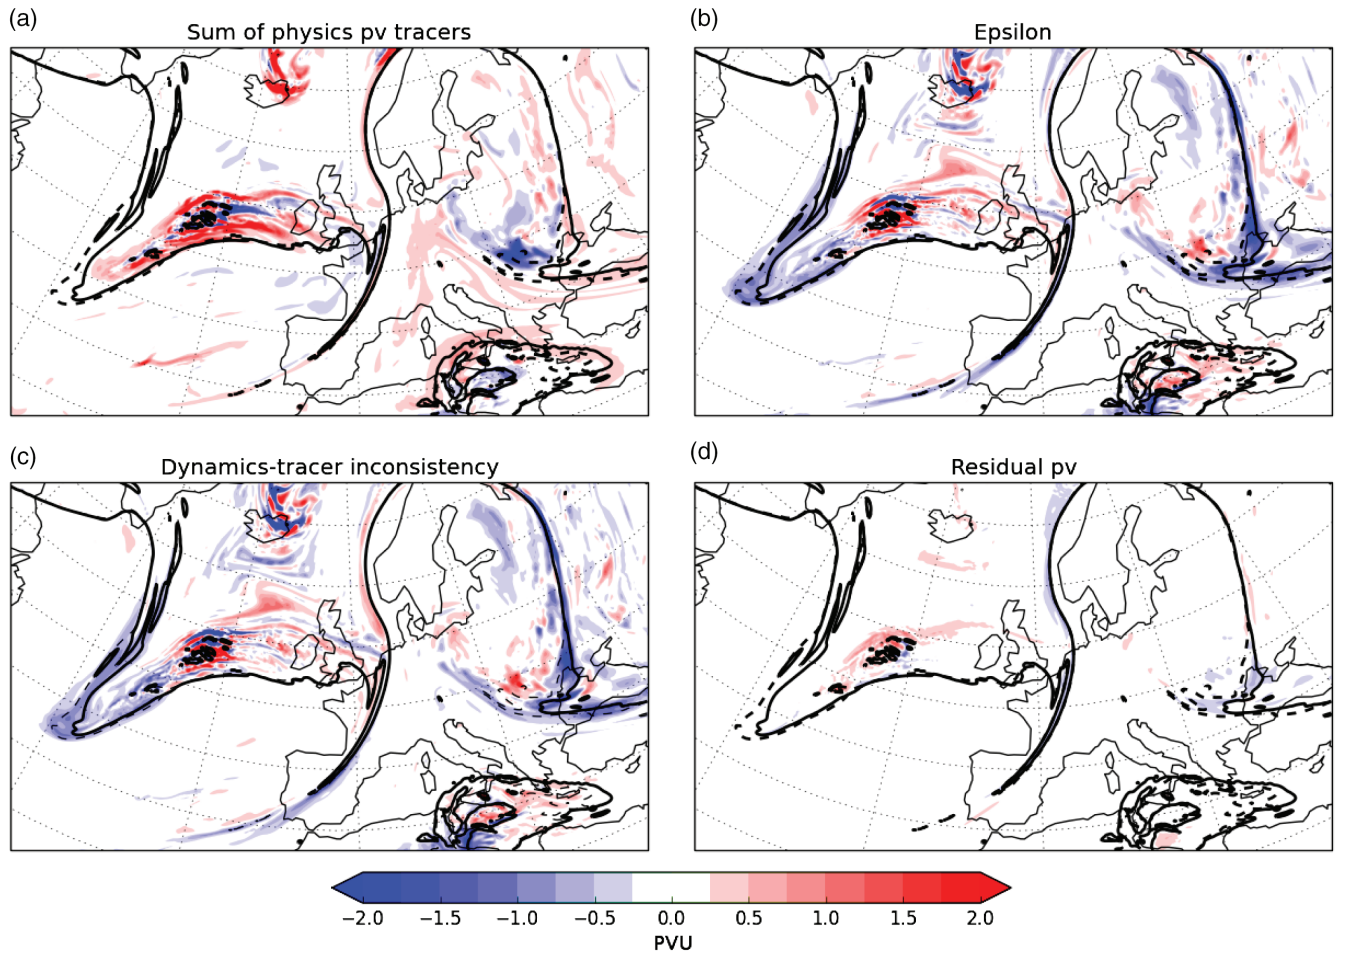 (a)
Sum of physics pv tracers
(b)
Epsilon
(c)
Dynamics-tracer inconsistency
(d)
Residual pv
−2.0 −1.5 −1.0 −0.5 0.0 0.5 1.0 1.5 2.0
PVU